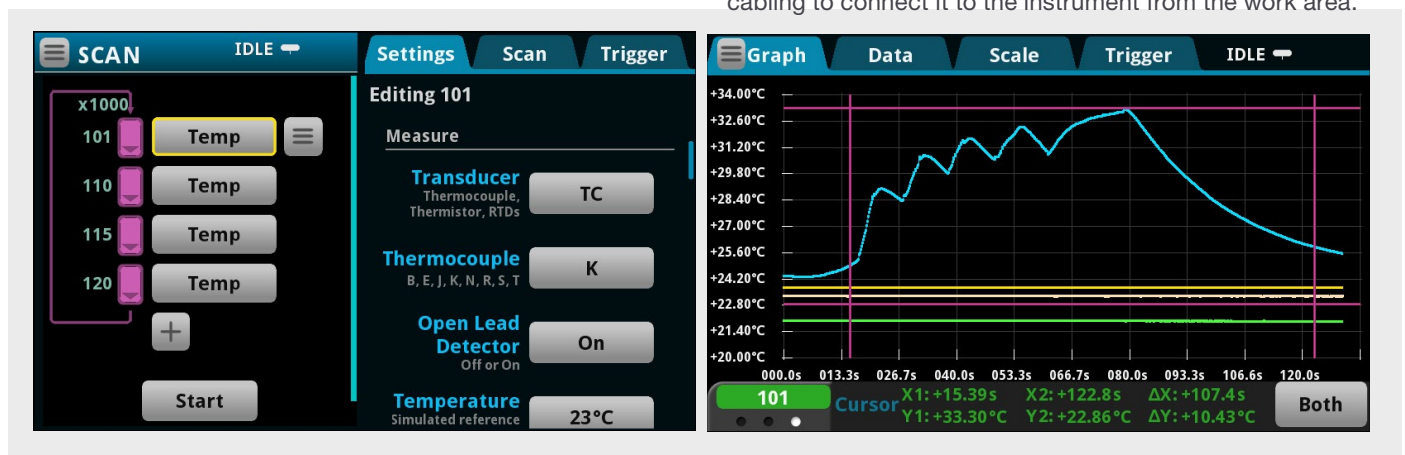 cabling to connect it to the instrument from the work area.
SCAN IDLE
x1000
101 Temp
110 Temp
115 Temp
120 Temp
+
Start
Settings Scan Trigger
Editing 101
Measure
Transducer
Thermocouple,
Thermistor, RTDs
TC
Thermocouple
B, E, J, K, N, R, S, T
K
Open Lead
Detector
Off or On
On
Temperature
Simulated reference
23°C
Graph Data Scale Trigger IDLE
+34.00°C
+32.60°C
+31.20°C
+29.80°C
+28.40°C
+27.00°C
+25.60°C
+24.20°C
+22.80°C
+21.40°C
+20.00°C
000.0s 013.3s 026.7s 040.0s 053.3s 066.7s 080.0s 093.3s 106.6s 120.0s
101
Cursor
X1: +15.39s X2: +122.8s ΔX: +107.4s
Y1: +33.30°C Y2: +22.86°C ΔY: +10.43°C
Both